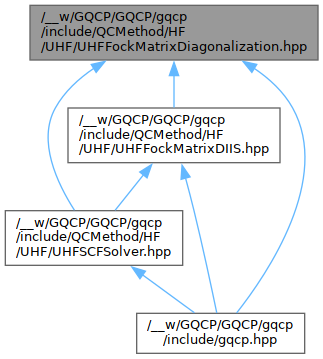 /__w/GQCP/GQCP/gqcp
/include/QCMethod/HF
/UHF/UHFFockMatrixDiagonalization.hpp
/__w/GQCP/GQCP/gqcp
/include/QCMethod/HF
/UHF/UHFFockMatrixDIIS.hpp
/__w/GQCP/GQCP/gqcp
/include/QCMethod/HF
/UHF/UHFSCFSolver.hpp
/__w/GQCP/GQCP/gqcp
/include/gqcp.hpp